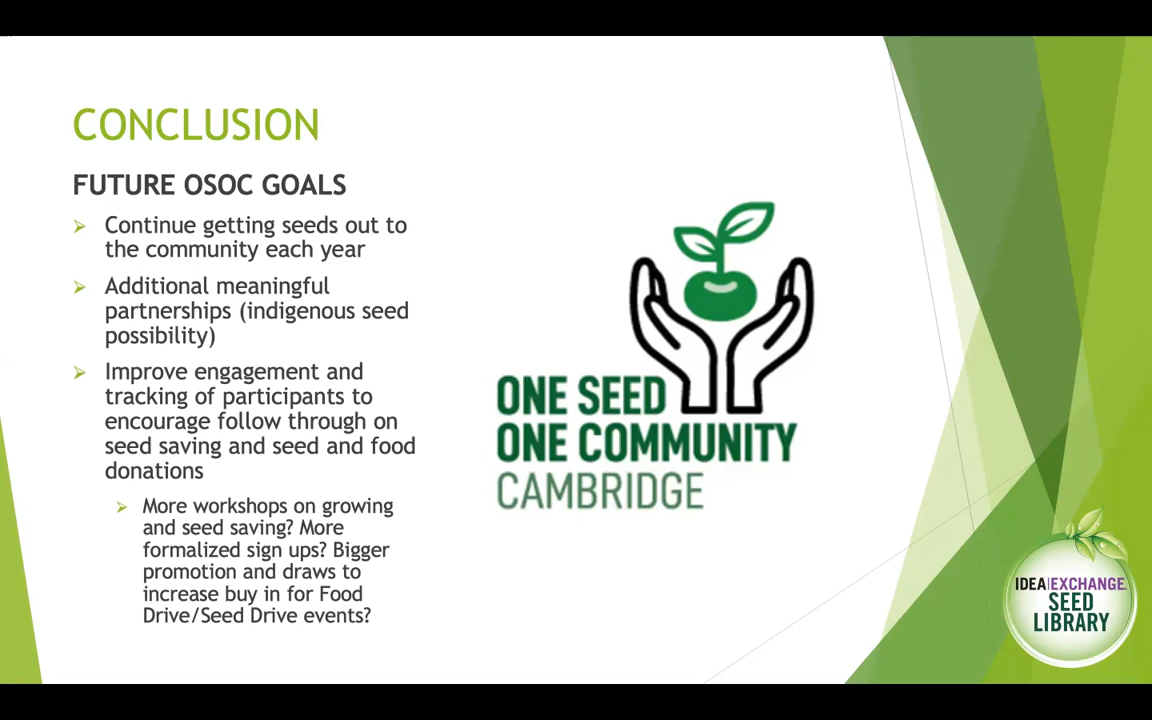 CONCLUSION
FUTURE OSOC GOALS
Continue getting seeds out to
the community each year
Additional meaningful
partnerships (indigenous seed
possibility)
Improve engagement and
tracking of participants to
encourage follow through on
seed saving and seed and food
donations
More workshops on growing
and seed saving? More
formalized sign ups? Bigger
promotion and draws to
increase buy in for Food
Drive/Seed Drive events?
ONE SEED
ONE COMMUNITY
CAMBRIDGE
IDEA|EXCHANGE
SEED
LIBRARY